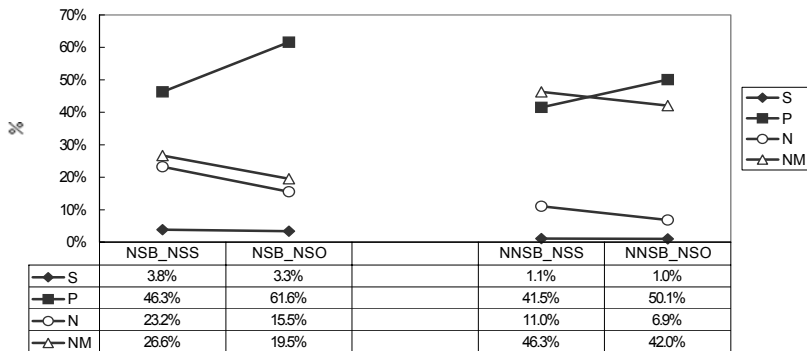 70%
60%
50%
40%
30%
20%
10%
0%
%
S
P
N
NM
NSB_NSS NSB_NSO NNSB_NSS NNSB_NSO
S 3.8% 3.3% 1.1% 1.0%
P 46.3% 61.6% 41.5% 50.1%
N 23.2% 15.5% 11.0% 6.9%
NM 26.6% 19.5% 46.3% 42.0%